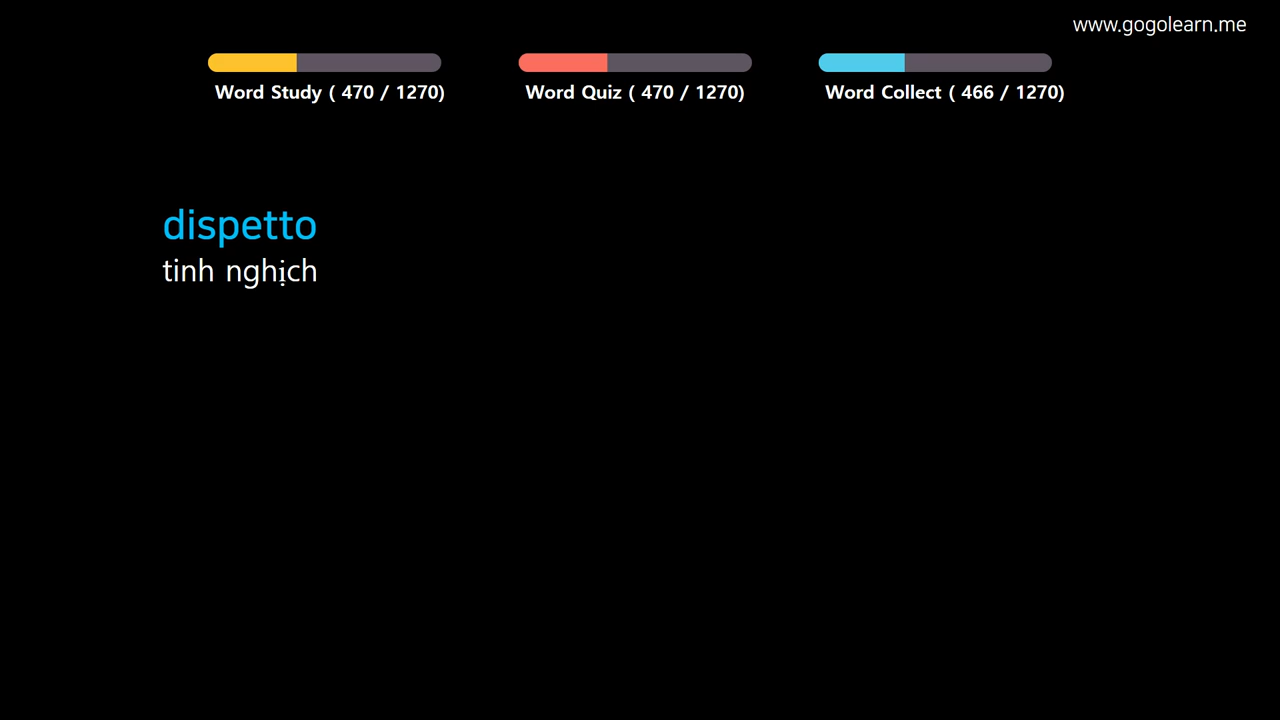 www.gogolearn.me
Word Study ( 470 / 1270)
Word Quiz ( 470 / 1270)
Word Collect ( 466 / 1270)
dispetto
tinh nghịch